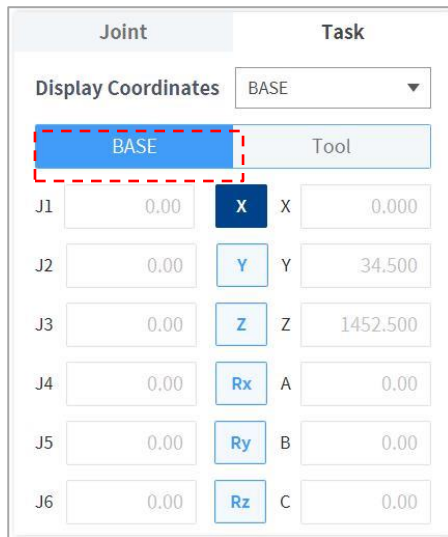 Joint Task
Display Coordinates BASE
BASE Tool
J1 0.00 X X 0.000
J2 0.00 Y Y 34.500
J3 0.00 Z Z 1452.500
J4 0.00 Rx A 0.00
J5 0.00 Ry B 0.00
J6 0.00 Rz C 0.00